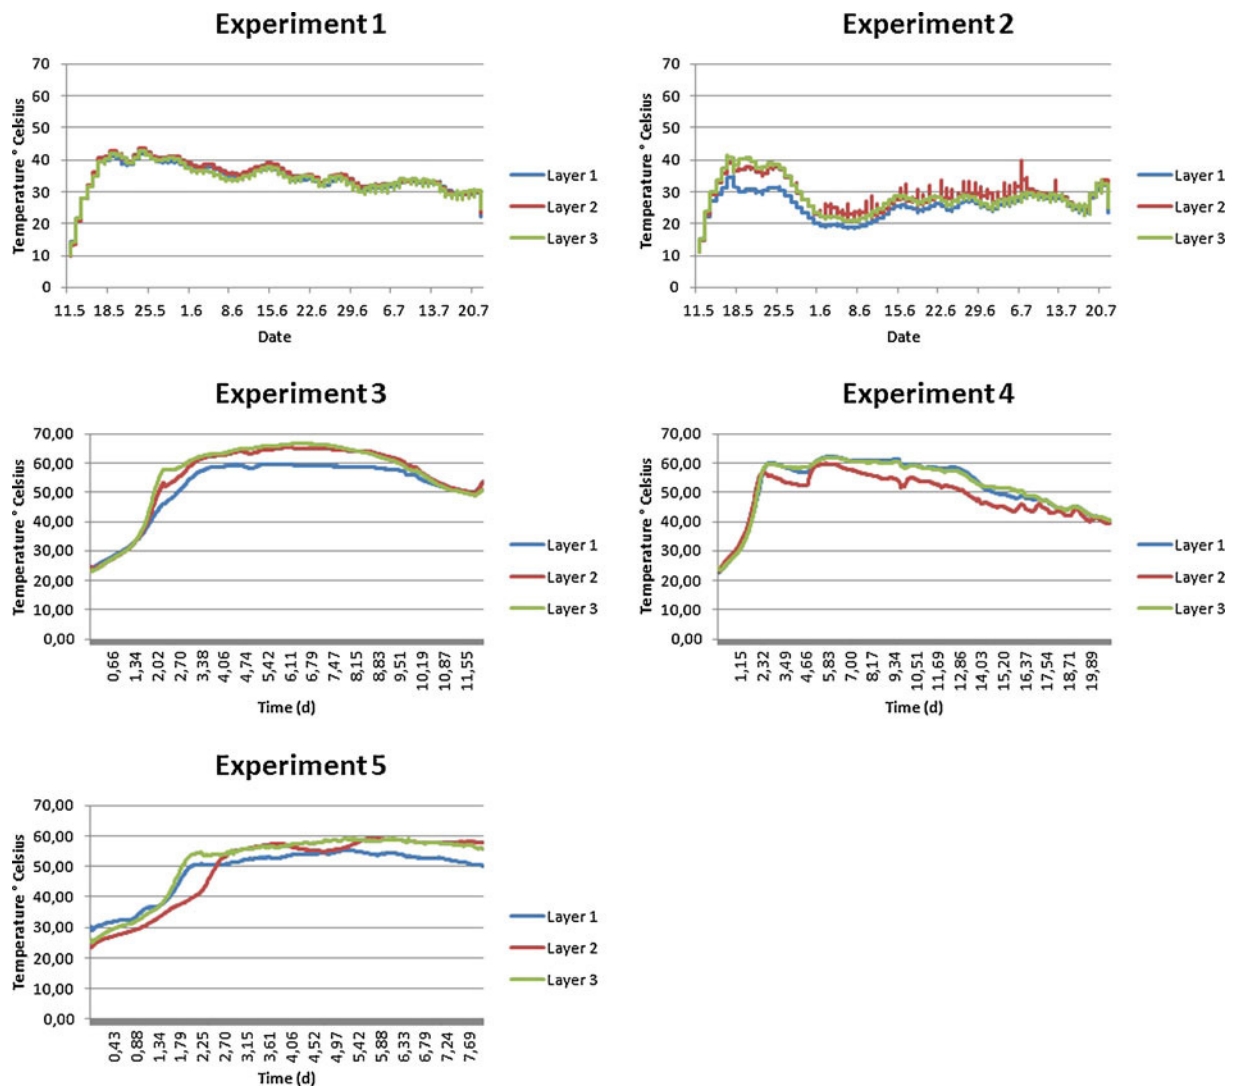 Experiment 1
Temperature ° Celsius
70
60
50
40
30
20
10
0
11.5 18.5 25.5 1.6 8.6 15.6 22.6 29.6 6.7 13.7 20.7
Date
Layer 1
Layer 2
Layer 3
Experiment 2
Temperature ° Celsius
70
60
50
40
30
20
10
0
11.5 18.5 25.5 1.6 8.6 15.6 22.6 29.6 6.7 13.7 20.7
Date
Layer 1
Layer 2
Layer 3
Experiment 3
Temperature ° Celsius
70,00
60,00
50,00
40,00
30,00
20,00
10,00
0,00
0,66 1,34 2,02 2,70 3,38 4,06 4,74 5,42 6,11 6,79 7,47 8,15 8,83 9,51 10,19 10,87 11,55
Time (d)
Layer 1
Layer 2
Layer 3
Experiment 4
Temperature ° Celsius
70,00
60,00
50,00
40,00
30,00
20,00
10,00
0,00
1,15 2,32 3,49 4,66 5,83 7,00 8,17 9,34 10,51 11,69 12,86 14,03 15,20 16,37 17,54 18,71 19,89
Time (d)
Layer 1
Layer 2
Layer 3
Experiment 5
Temperature ° Celsius
70,00
60,00
50,00
40,00
30,00
20,00
10,00
0,00
0,43 0,88 1,34 1,79 2,25 2,70 3,15 3,61 4,06 4,52 4,97 5,42 5,88 6,33 6,79 7,24 7,69
Time (d)
Layer 1
Layer 2
Layer 3